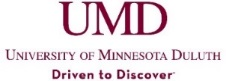 UMD
UNIVERSITY OF MINNESOTA DULUTH
Driven to Discover